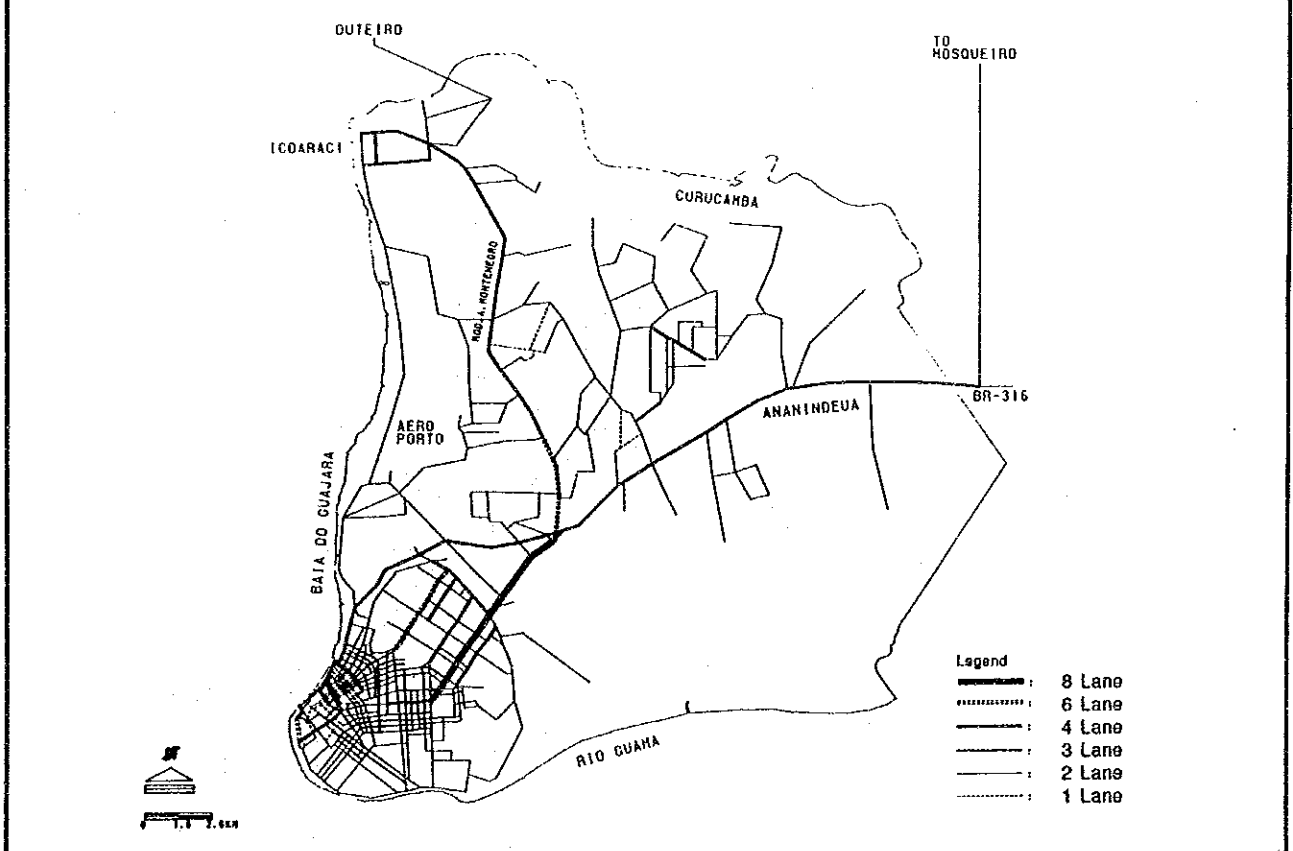 OUTEIRO
TO
MOSQUEIRO
ICOARACI
CURUCAMBA
ROD. A. MONTENEGRO
BR-316
ANANINDEUA
AERO
PORTO
BAIA DO GUAJARA
RIO GUAMA
Legend
: 8 Lane
: 6 Lane
: 4 Lane
: 3 Lane
: 2 Lane
: 1 Lane
0